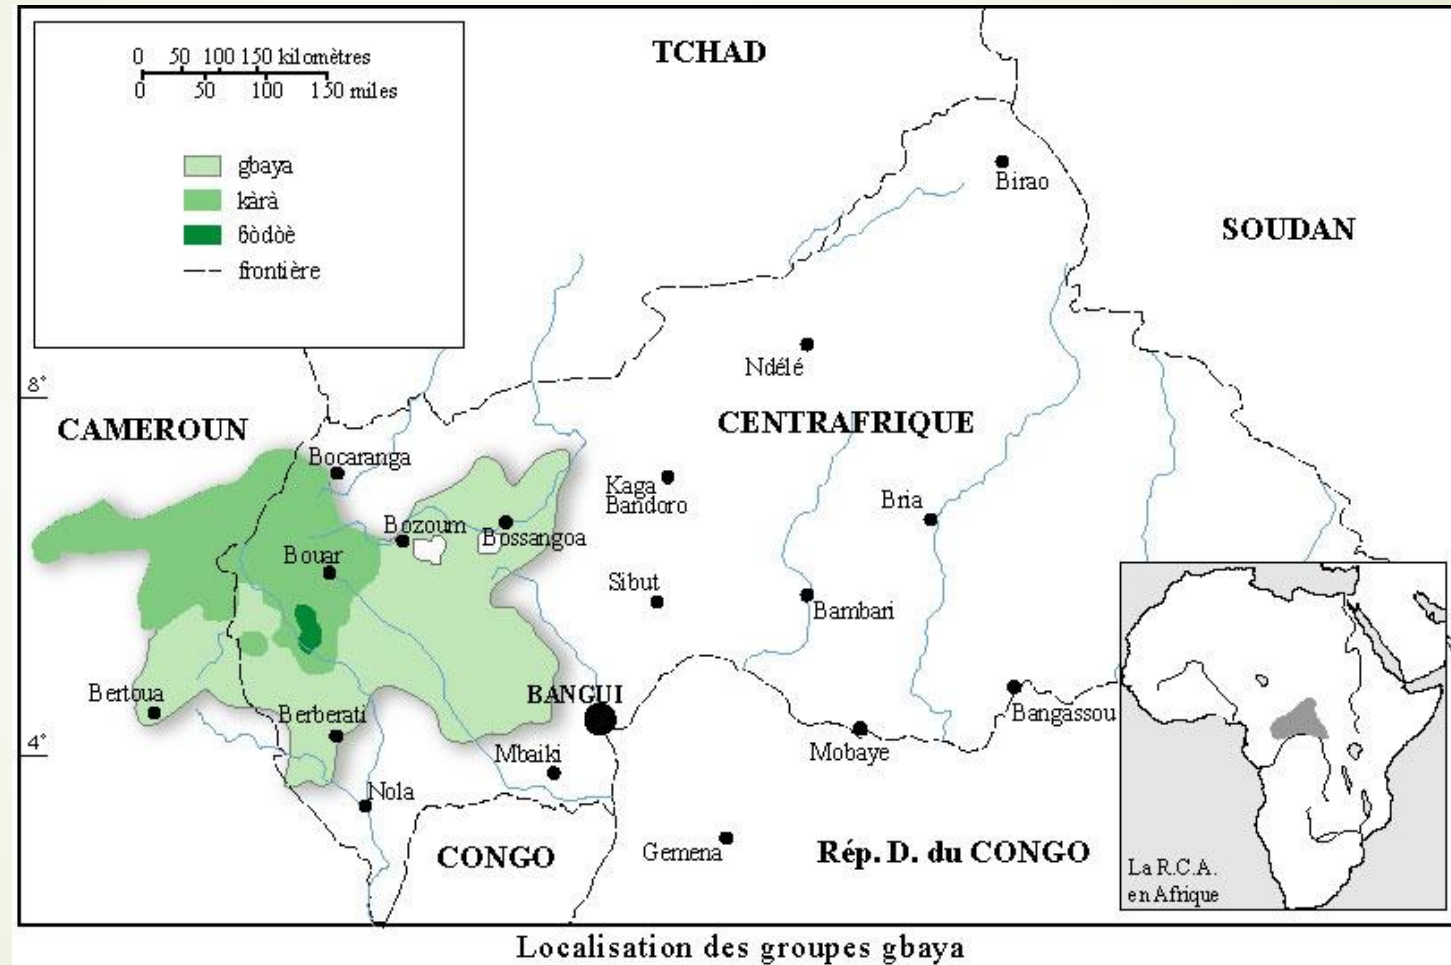 0 50 100 150 kilomètres
0 50 100 150 miles
gbaya
kàrà
ɓòdòè
frontière
TCHAD
Birao
SOUDAN
Ndélé
8°
CAMEROUN
CENTRAFRIQUE
Bocaranga
Kaga
Bandoro
Bria
Bozoum
Bossangoa
Bouar
Sibut
Bambari
Bertoua
BANGUI
Berberati
Bangassou
4°
Mbaiki
Mobaye
Nola
CONGO
Gemena
Rép. D. du CONGO
La R.C.A.
en Afrique
Localisation des groupes gbaya